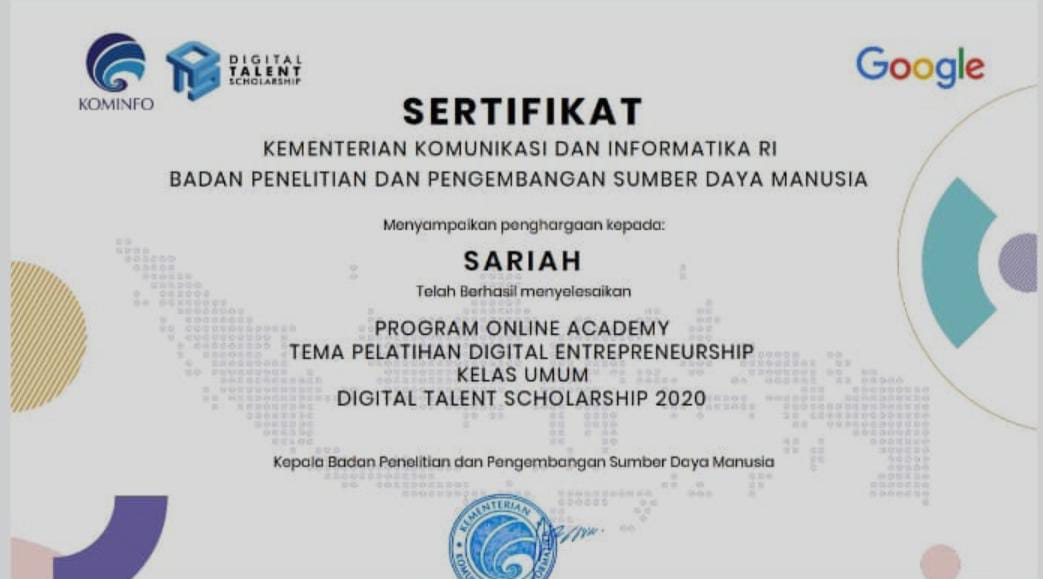 KOMINFO
DIGITAL
TALENT
SCHOLARSHIP
Google
SERTIFIKAT
KEMENTERIAN KOMUNIKASI DAN INFORMATIKA RI
BADAN PENELITIAN DAN PENGEMBANGAN SUMBER DAYA MANUSIA
Menyampaikan penghargaan kepada:
SARIAH
Telah Berhasil menyelesaikan
PROGRAM ONLINE ACADEMY
TEMA PELATIHAN DIGITAL ENTREPRENEURSHIP
KELAS UMUM
DIGITAL TALENT SCHOLARSHIP 2020
Kepala Badan Penelitian dan Pengembangan Sumber Daya Manusia
KEMENTERIAN